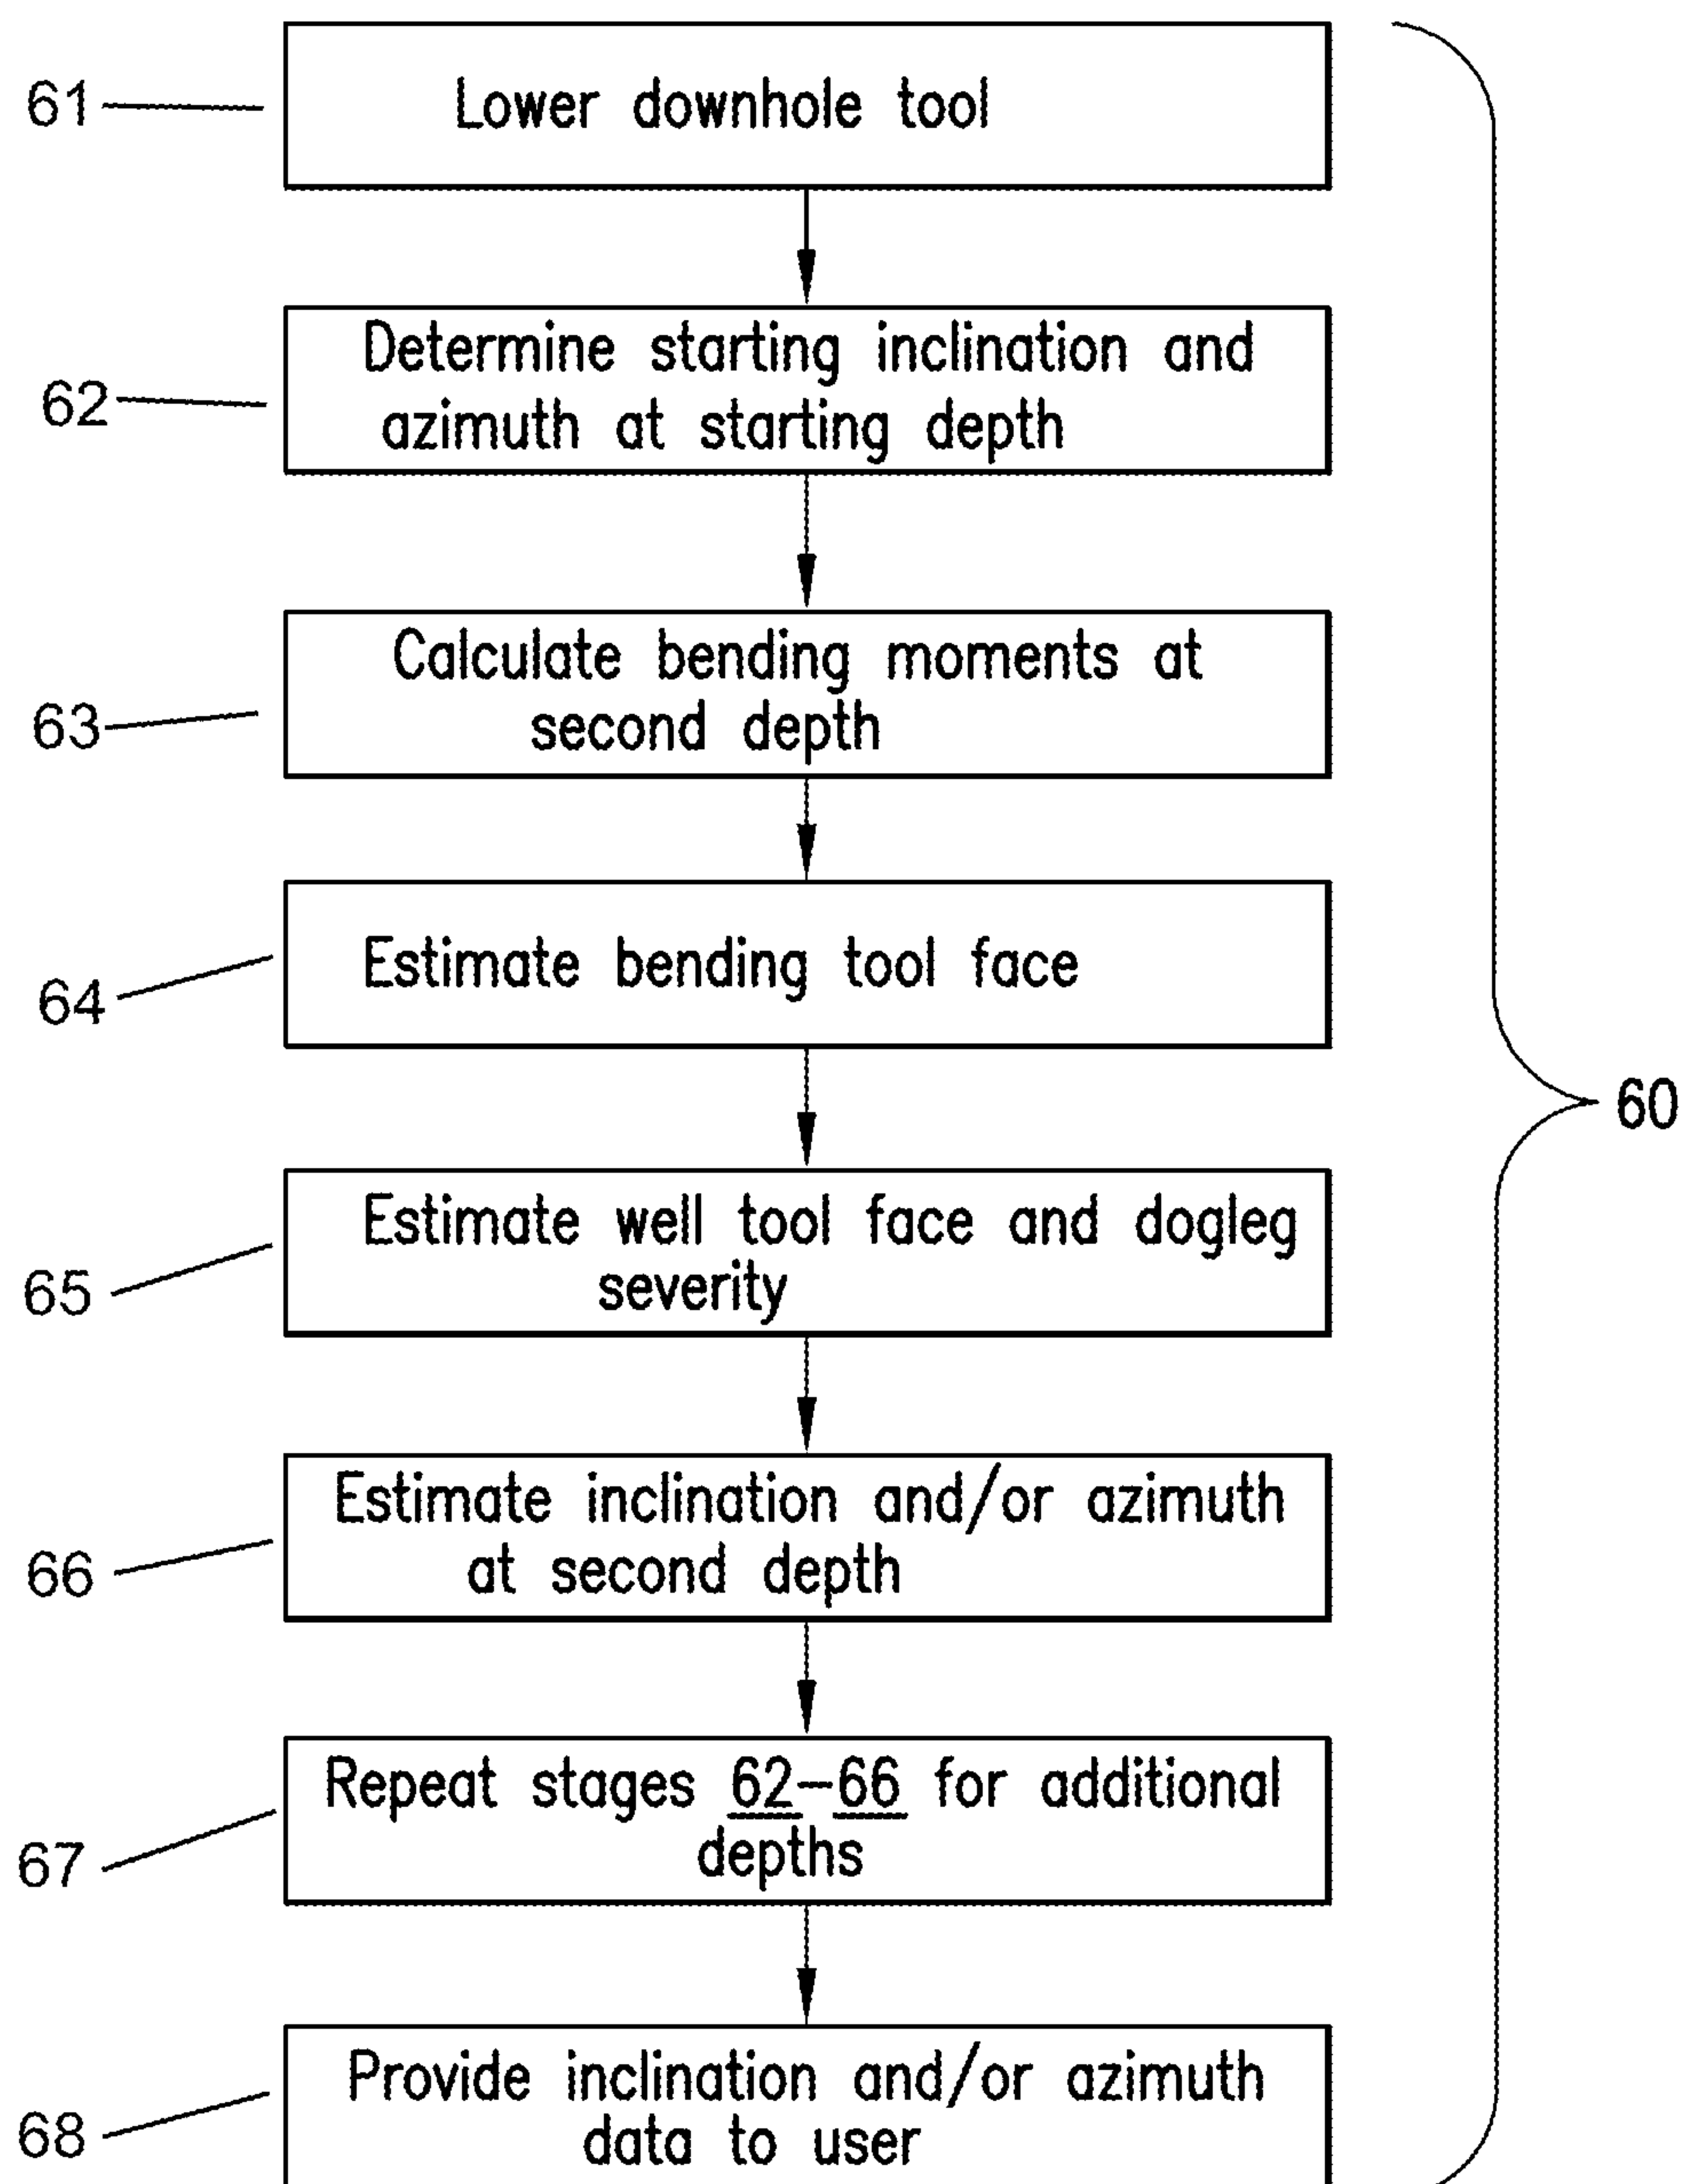 61
Lower downhole tool
62
Determine starting inclination and
azimuth at starting depth
63
Calculate bending moments at
second depth
64
Estimate bending tool face
60
65
Estimate well tool face and dogleg
severity
66
Estimate inclination and/or azimuth
at second depth
67
Repeat stages 62-66 for additional
depths
68
Provide inclination and/or azimuth
data to user